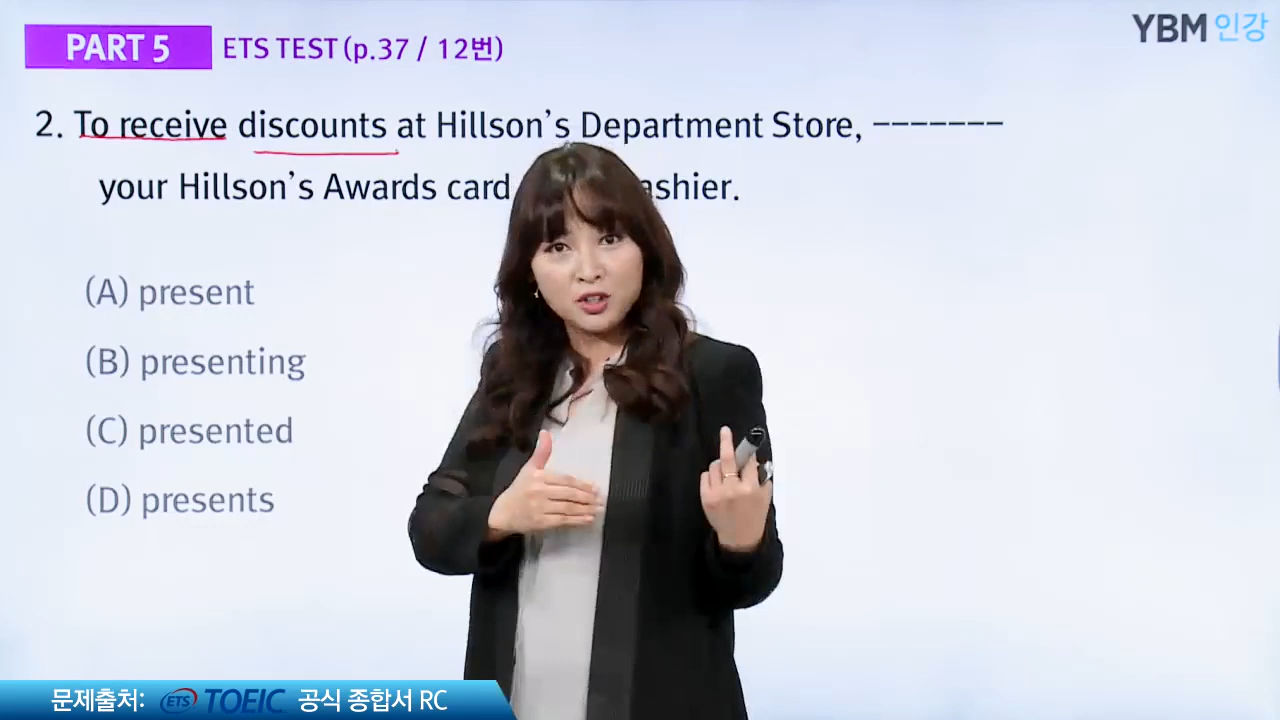 PART 5 ETS TEST (p.37 / 12번)
YBM 인강
2. To receive discounts at Hillson's Department Store, -------
your Hillson's Awards card ashier.
(A) present
(B) presenting
(C) presented
(D) presents
문제출처: ETS TOEIC 공식 종합서 RC